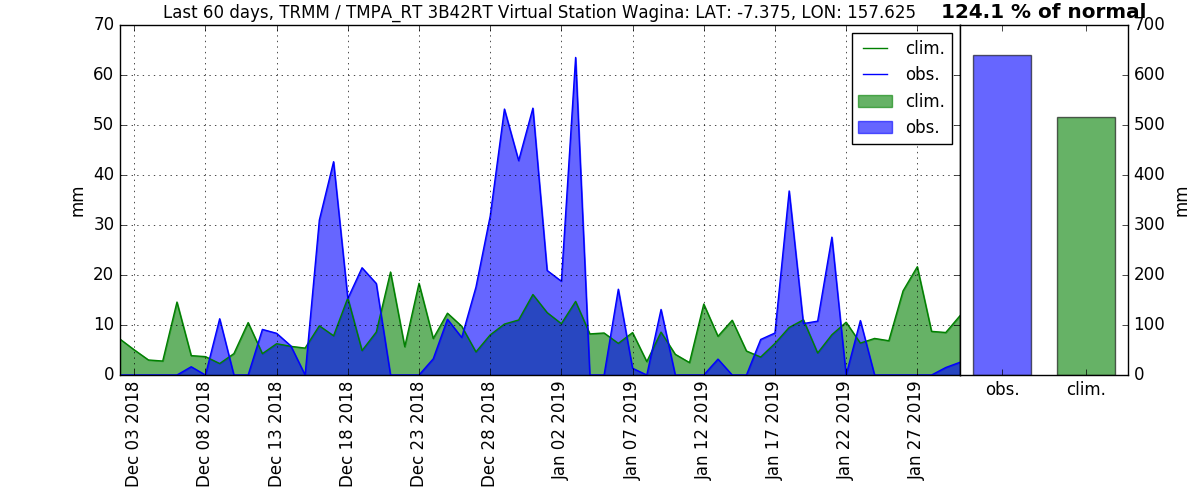 Last 60 days, TRMM / TMPA_RT 3B42RT Virtual Station Wagina: LAT: -7.375, LON: 157.625
124.1 % of normal
70
60
50
40
30
20
10
0
mm
clim.
obs.
clim.
obs.
Dec 03 2018
Dec 08 2018
Dec 13 2018
Dec 18 2018
Dec 23 2018
Dec 28 2018
Jan 02 2019
Jan 07 2019
Jan 12 2019
Jan 17 2019
Jan 22 2019
Jan 27 2019
700
600
500
400
300
200
100
0
mm
obs.
clim.